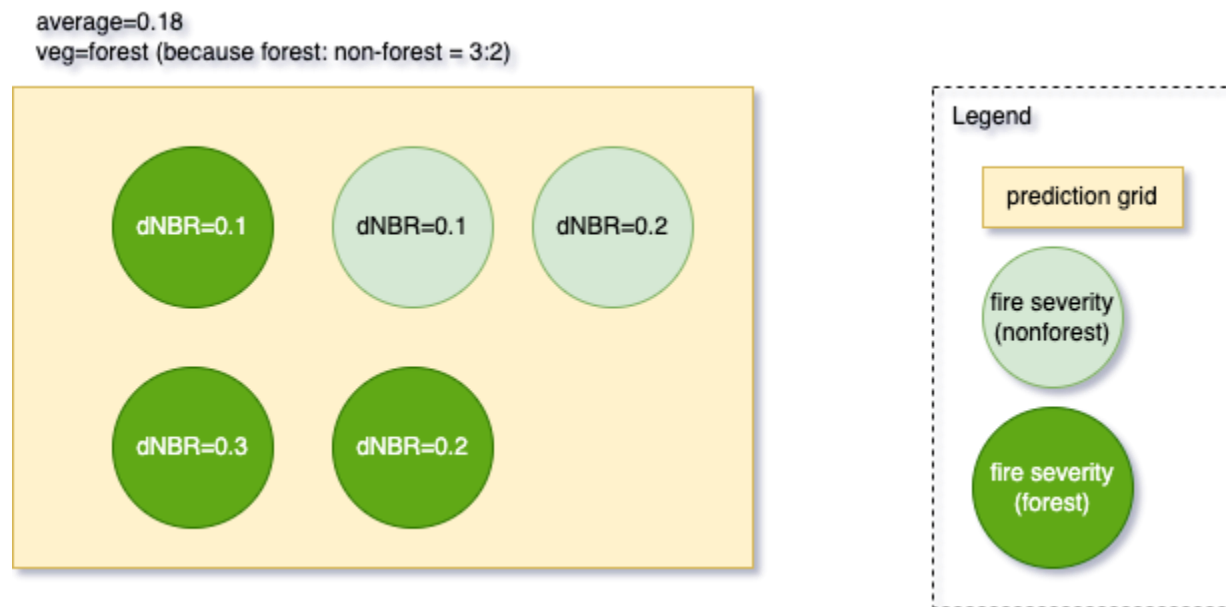 average=0.18
veg=forest (because forest: non-forest = 3:2)
dNBR=0.1
dNBR=0.1
dNBR=0.2
dNBR=0.3
dNBR=0.2
Legend
prediction grid
fire severity
(nonforest)
fire severity
(forest)